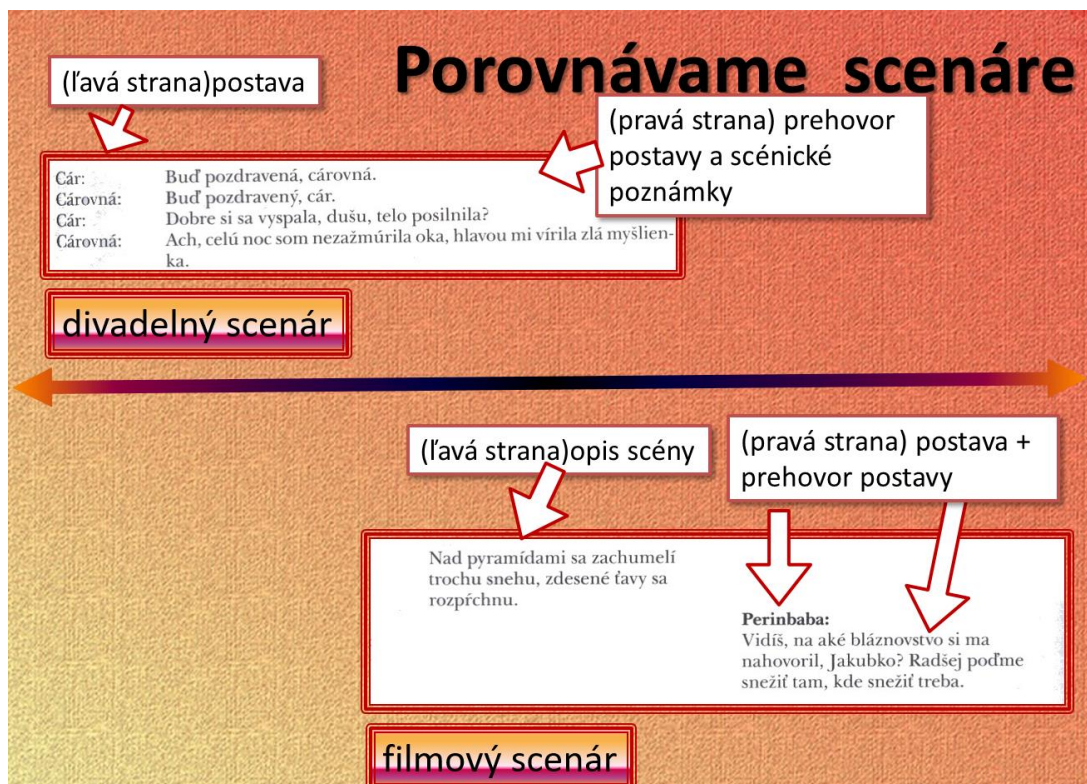 Porovnávame scenáre
(ľavá strana)postava
(pravá strana) prehovor
postavy a scénické
poznámky
Cár: Buď pozdravená, cárovná.
Cárovná: Buď pozdravený, cár.
Cár: Dobre si sa vyspala, dušu, telo posilnila?
Cárovná: Ach, celú noc som nezažmúrila oka, hlavou mi vírila zlá myšlien-
ka.
divadelný scenár
(ľavá strana)opis scény
(pravá strana) postava +
prehovor postavy
Nad pyramídami sa zachumelí
trochu snehu, zdesené ťavy sa
rozpŕchnu.
Perinbaba:
Vidíš, na aké bláznovstvo si ma
nahovoril, Jakubko? Radšej poďme
snežiť tam, kde snežiť treba.
filmový scenár